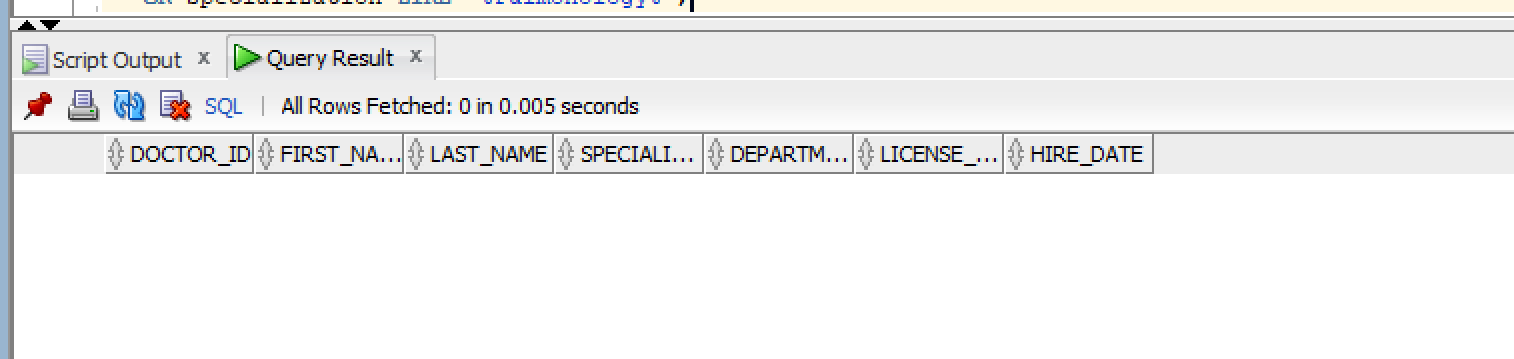 Script Output x Query Result x
SQL | All Rows Fetched: 0 in 0.005 seconds
DOCTOR_ID FIRST_NA... LAST_NAME SPECIALI... DEPARTM... LICENSE_... HIRE_DATE